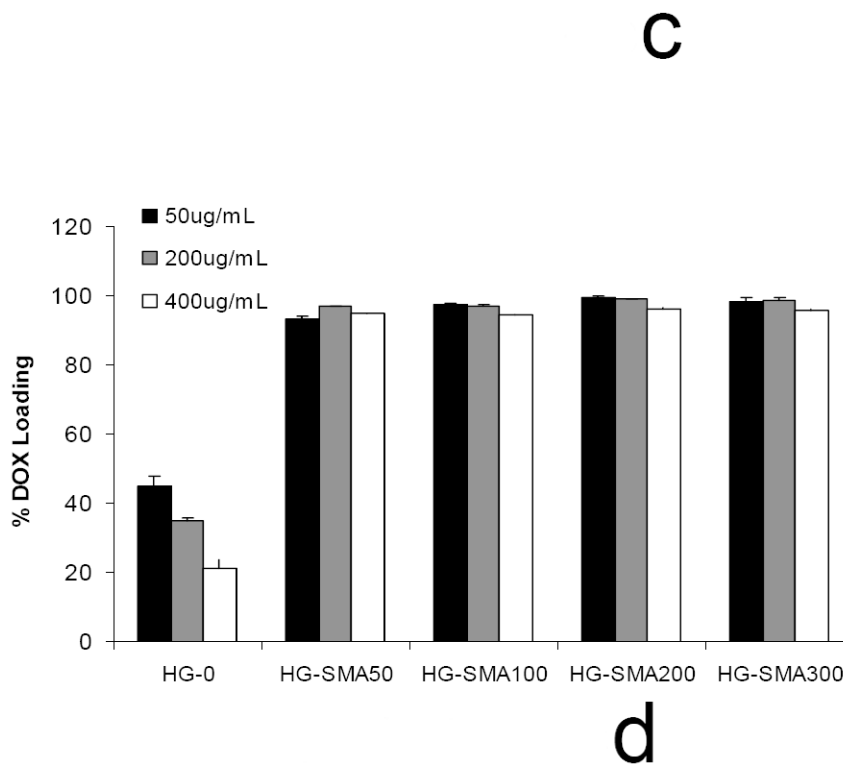 c
50ug/mL
200ug/mL
400ug/mL
120
100
80
60
40
20
0
% DOX Loading
HG-0 HG-SMA50 HG-SMA100 HG-SMA200 HG-SMA300
d